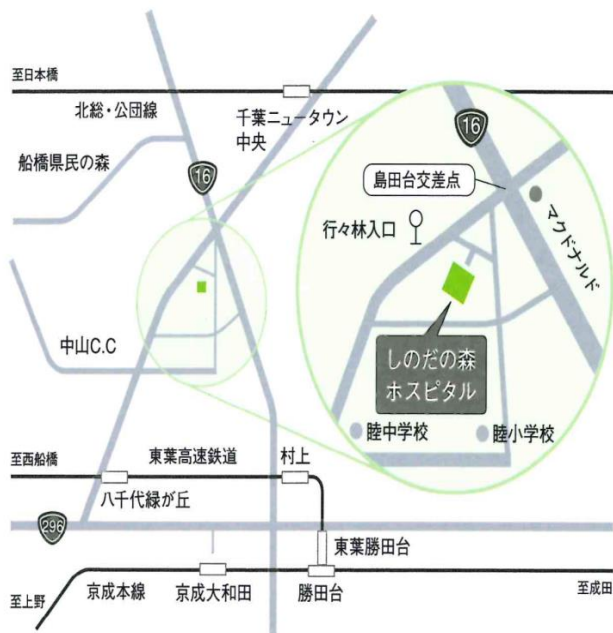 至日本橋
北総・公団線
千葉ニュータウン
中央
船橋県民の森
16
16
島田台交差点
行々林入口
マクドナルド
中山C.C
しのだの森
ホスピタル
睦中学校
睦小学校
至西船橋
東葉高速鉄道
村上
八千代緑が丘
296
東葉勝田台
至上野
京成本線
京成大和田
勝田台
至成田